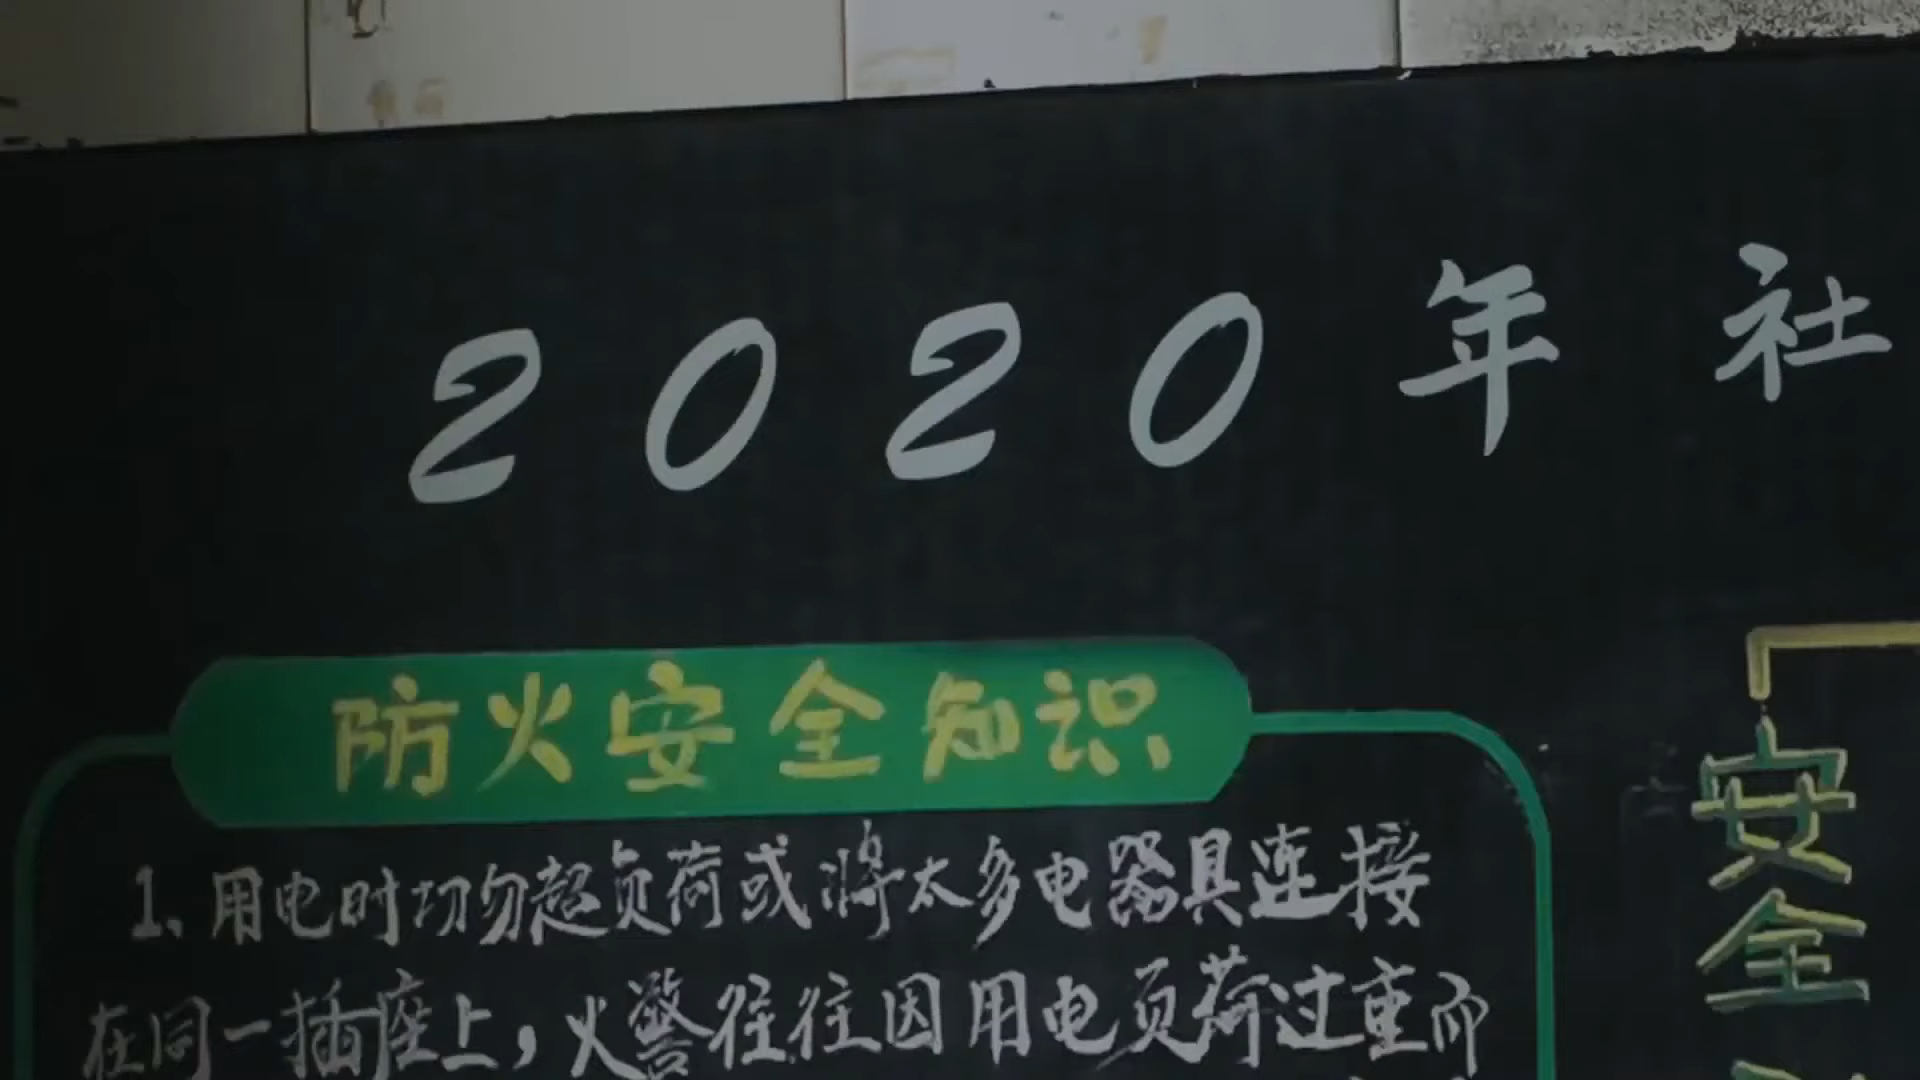 2020年社
防火安全知识
1、用电时切勿超负荷或将太多电器具连接
在同一插座上，火警往往因用电负荷过重而
安全